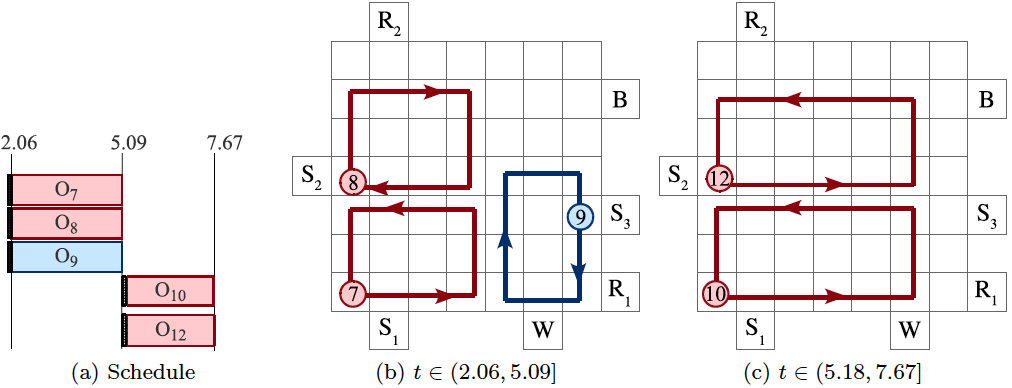 2.06 5.09 7.67
O₇
O₈
O₉
O₁₀
O₁₂
(a) Schedule
R₂
B
8
S₂
9
S₃
7
R₁
S₁
W
(b) t ∈ (2.06, 5.09]
R₂
B
12
S₂
S₃
10
R₁
S₁
W
(c) t ∈ (5.18, 7.67]